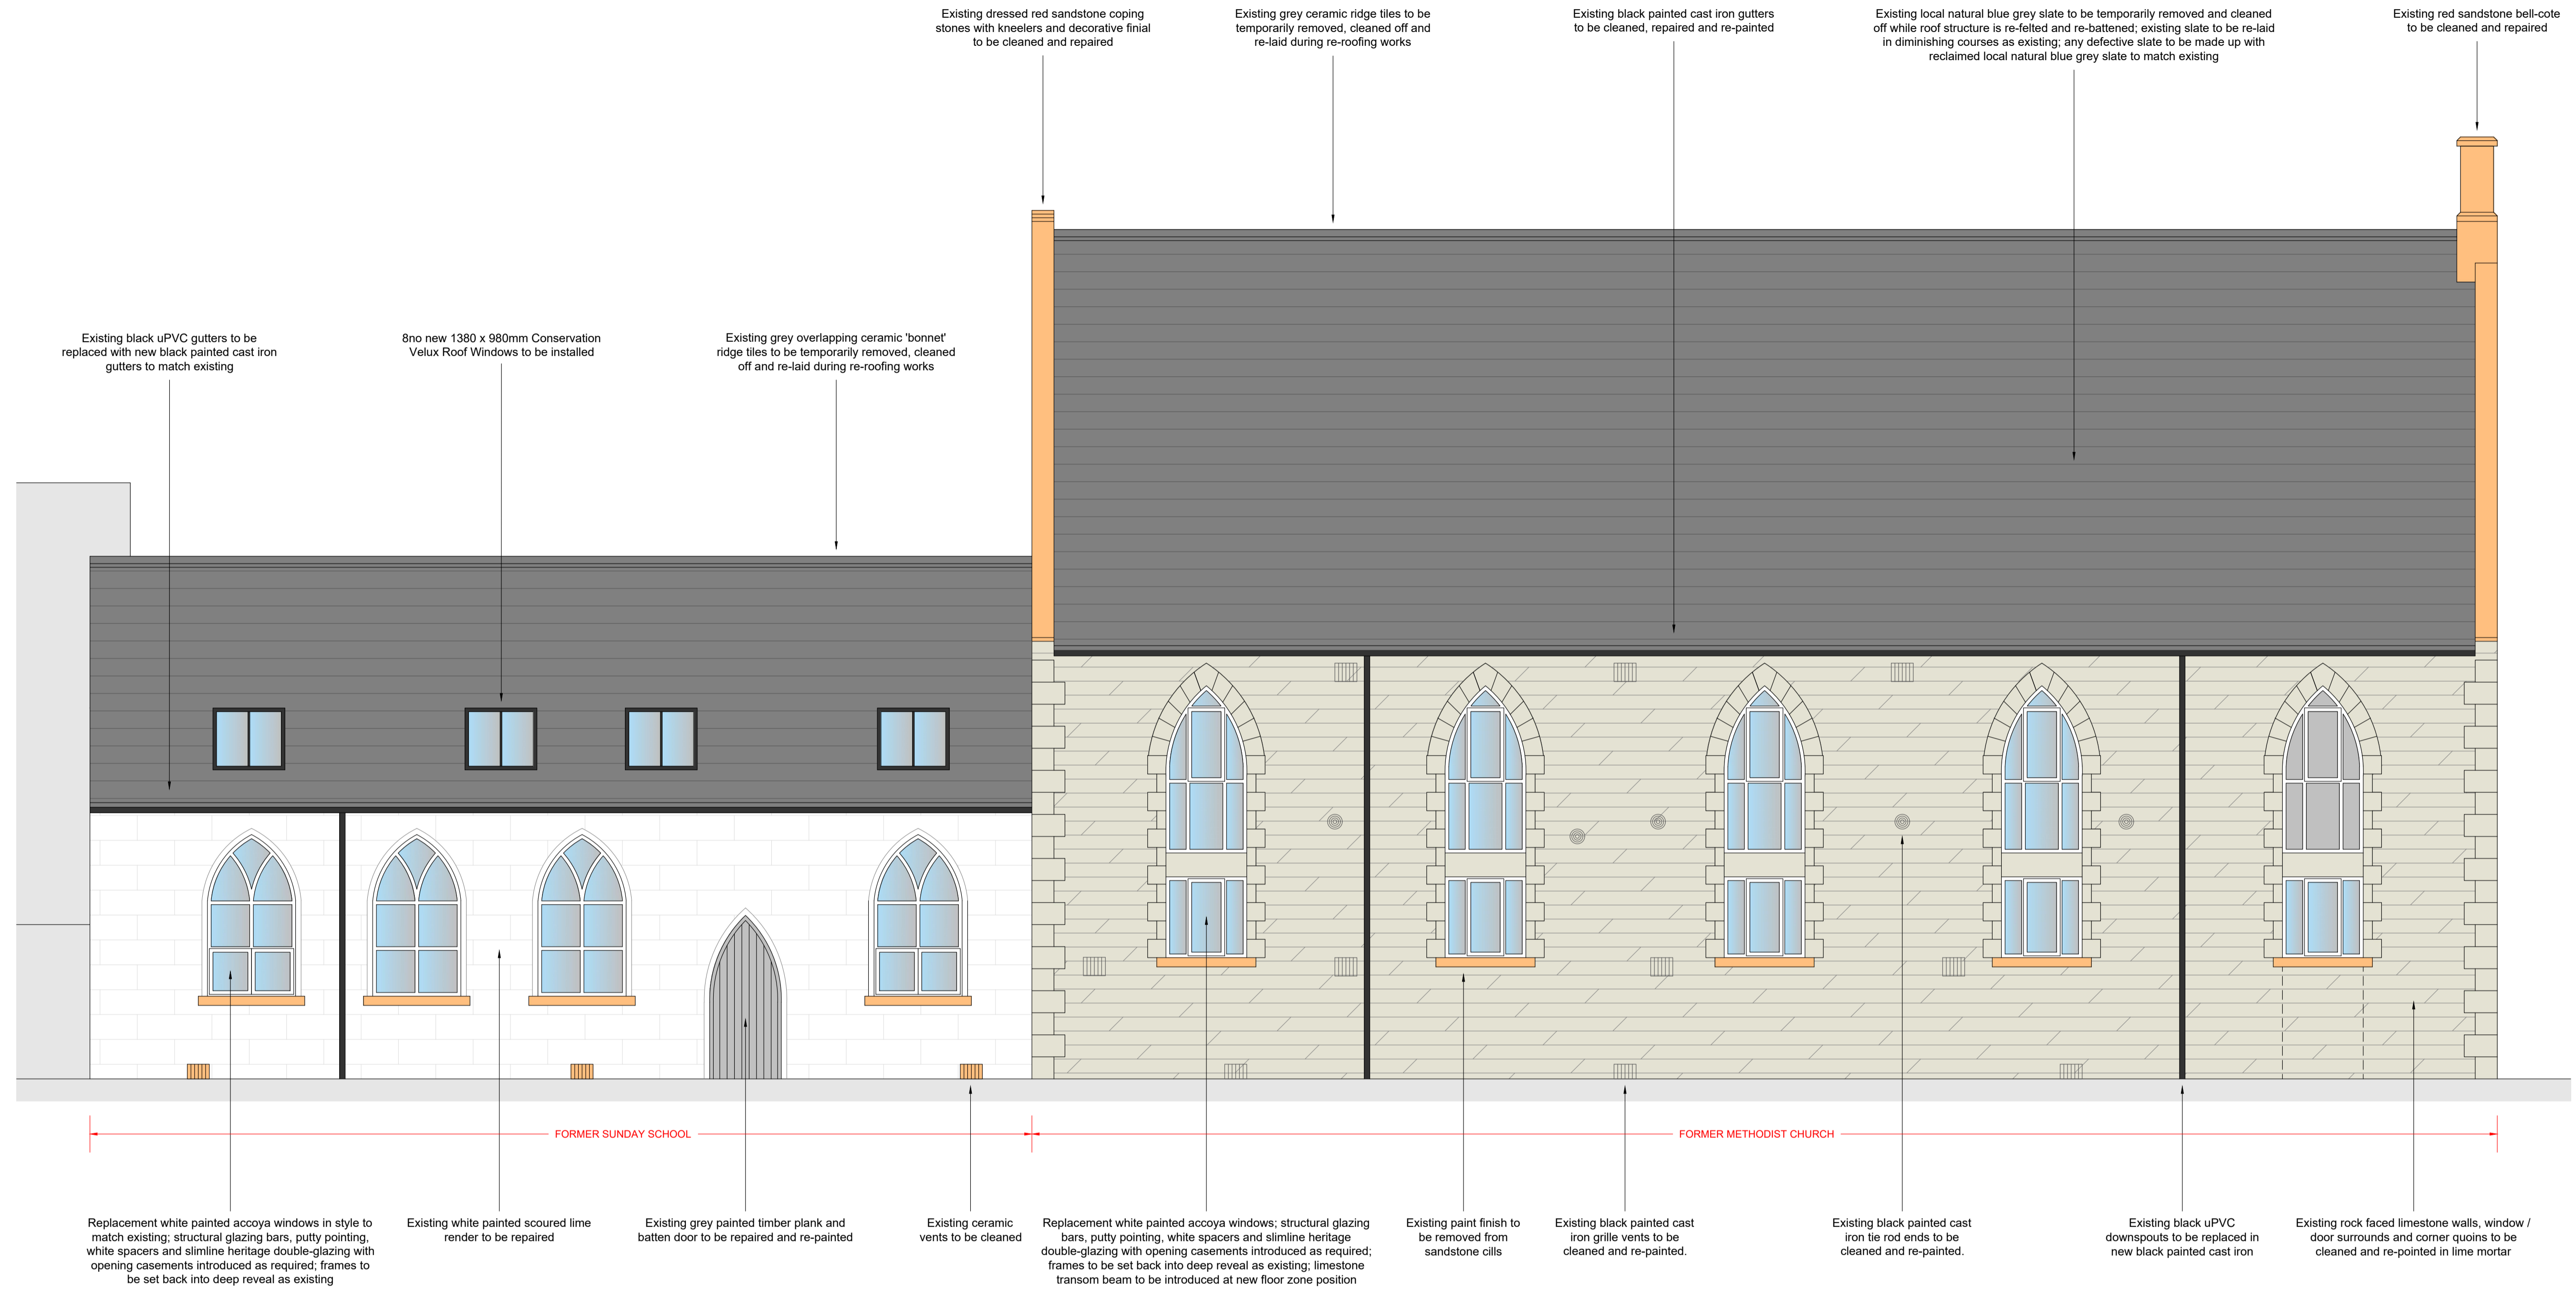 Existing dressed red sandstone coping
stones with kneelers and decorative finial
to be cleaned and repaired
Existing grey ceramic ridge tiles to be
temporarily removed, cleaned off and
re-laid during re-roofing works
Existing black painted cast iron gutters
to be cleaned, repaired and re-painted
Existing local natural blue grey slate to be temporarily removed and cleaned
off while roof structure is re-felted and re-battened; existing slate to be re-laid
in diminishing courses as existing; any defective slate to be made up with
reclaimed local natural blue grey slate to match existing
Existing red sandstone bell-cote
to be cleaned and repaired
Existing black uPVC gutters to be
replaced with new black painted cast iron
gutters to match existing
8no new 1380 x 980mm Conservation
Velux Roof Windows to be installed
Existing grey overlapping ceramic 'bonnet'
ridge tiles to be temporarily removed, cleaned
off and re-laid during re-roofing works
FORMER SUNDAY SCHOOL
FORMER METHODIST CHURCH
Replacement white painted accoya windows in style to
match existing; structural glazing bars, putty pointing,
white spacers and slimline heritage double-glazing with
opening casements introduced as required; frames to
be set back into deep reveal as existing
Existing white painted scoured lime
render to be repaired
Existing grey painted timber plank and
batten door to be repaired and re-painted
Existing ceramic
vents to be cleaned
Replacement white painted accoya windows; structural glazing
bars, putty pointing, white spacers and slimline heritage
double-glazing with opening casements introduced as required;
frames to be set back into deep reveal as existing; limestone
transom beam to be introduced at new floor zone position
Existing paint finish to
be removed from
sandstone cills
Existing black painted cast
iron grille vents to be
cleaned and re-painted.
Existing black painted cast
iron tie rod ends to be
cleaned and re-painted.
Existing black uPVC
downspouts to be replaced in
new black painted cast iron
Existing rock faced limestone walls, window /
door surrounds and corner quoins to be
cleaned and re-pointed in lime mortar